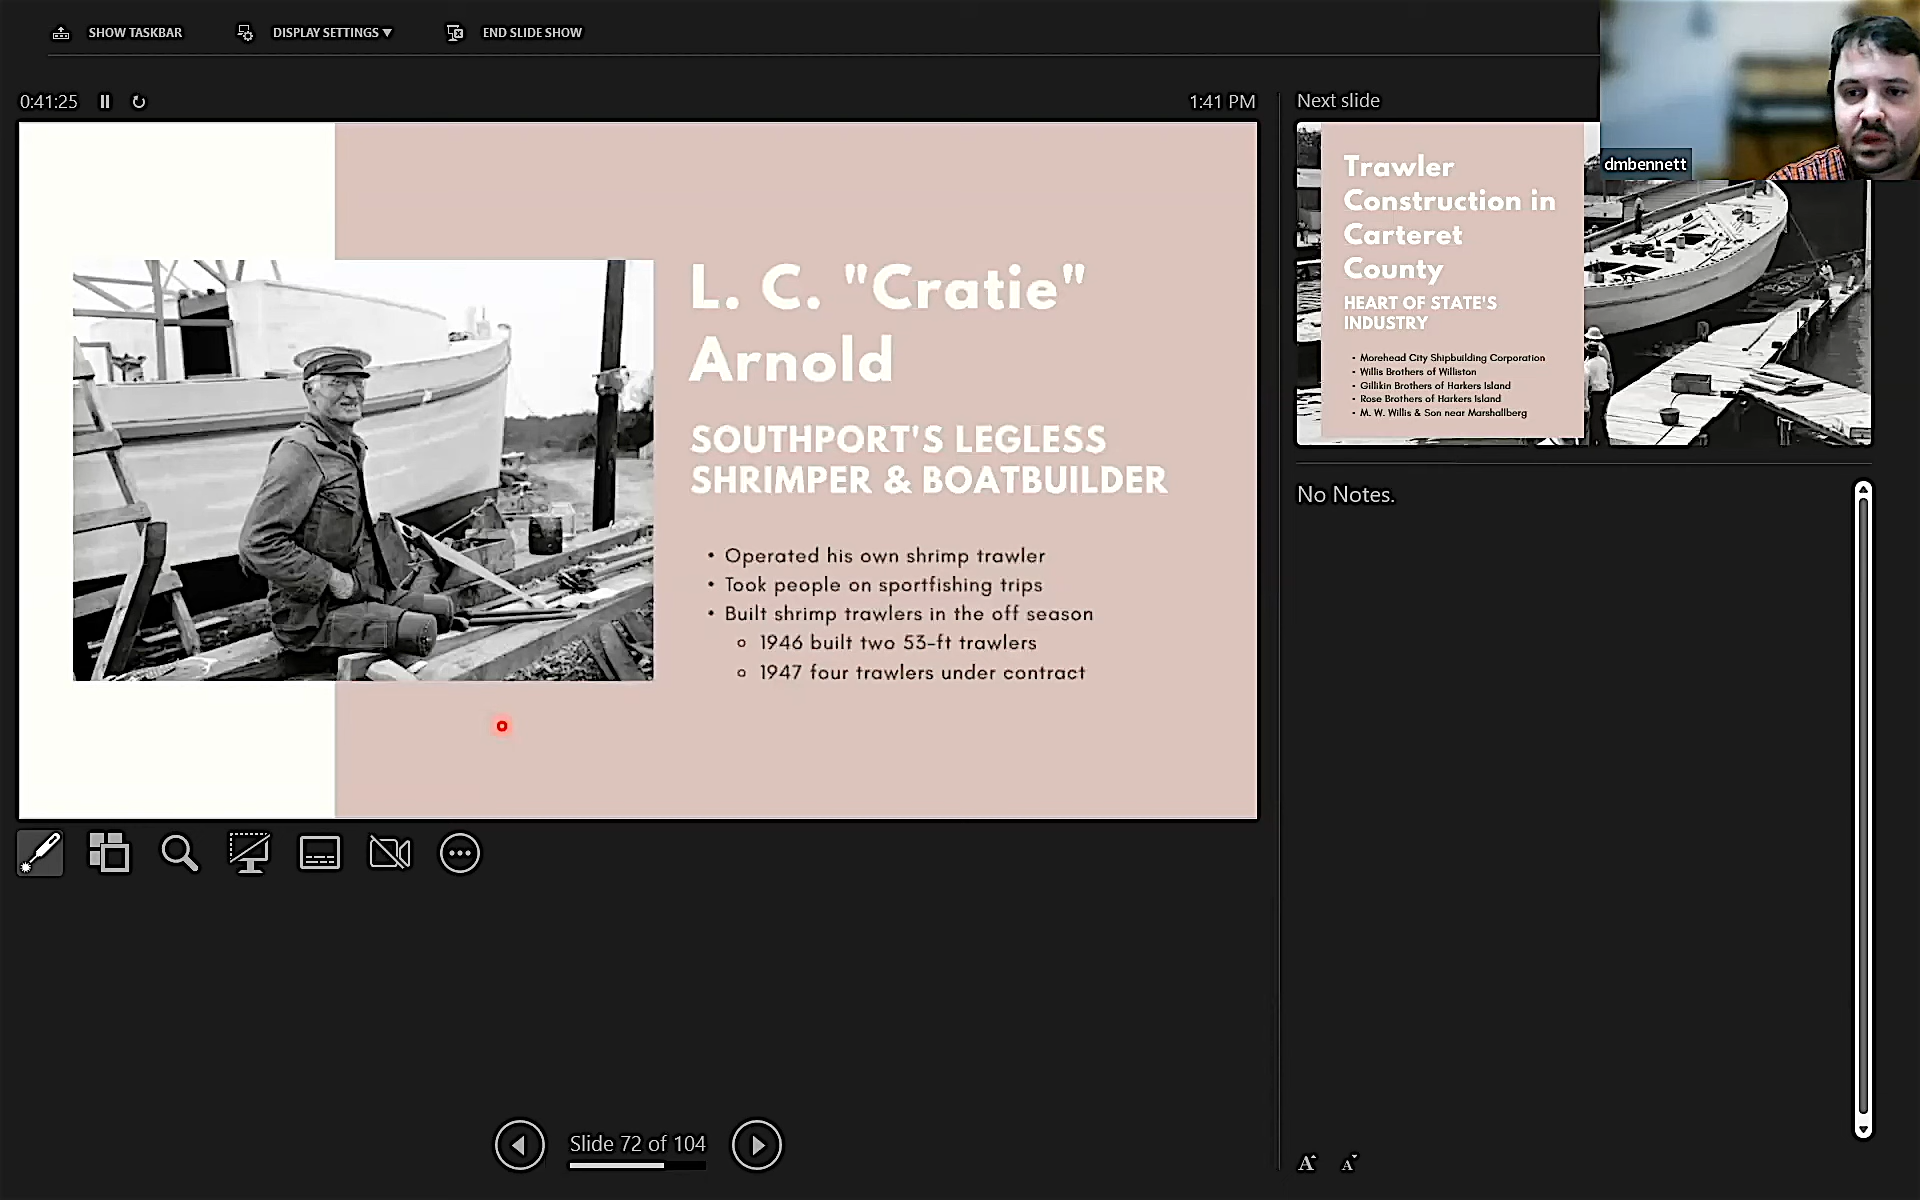 SHOW TASKBAR
DISPLAY SETTINGS ▼
END SLIDE SHOW
0:41:25
1:41 PM
L. C. "Cratie"
Arnold
SOUTHPORT'S LEGLESS
SHRIMPER & BOATBUILDER
• Operated his own shrimp trawler
• Took people on sportfishing trips
• Built shrimp trawlers in the off season
◦ 1946 built two 53-ft trawlers
◦ 1947 four trawlers under contract
Slide 72 of 104
Next slide
dmbennett
Trawler
Construction in
Carteret
County
HEART OF STATE'S
INDUSTRY
• Morehead City Shipbuilding Corporation
• Willis Brothers of Williston
• Gillikin Brothers of Harkers Island
• Rose Brothers of Harkers Island
• M. W. Willis & Son near Marshallberg
No Notes.
A A